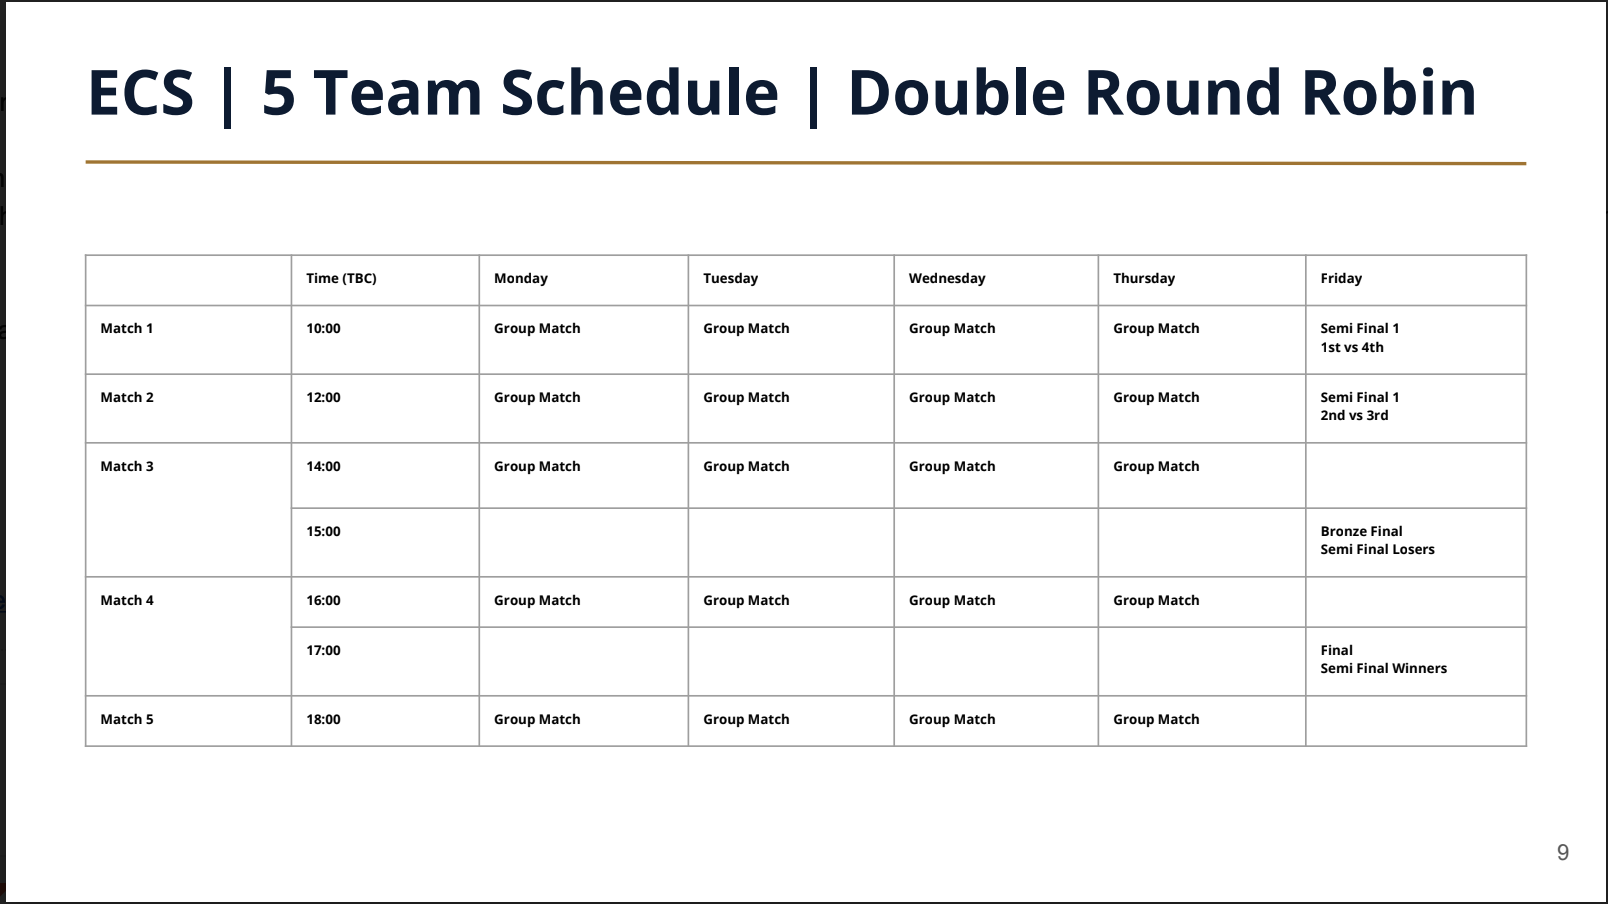 ECS | 5 Team Schedule | Double Round Robin
Time (TBC) Monday Tuesday Wednesday Thursday Friday
Match 1 10:00 Group Match Group Match Group Match Group Match Semi Final 1
1st vs 4th
Match 2 12:00 Group Match Group Match Group Match Group Match Semi Final 1
2nd vs 3rd
Match 3 14:00 Group Match Group Match Group Match Group Match
15:00 Bronze Final
Semi Final Losers
Match 4 16:00 Group Match Group Match Group Match Group Match
17:00 Final
Semi Final Winners
Match 5 18:00 Group Match Group Match Group Match Group Match
9